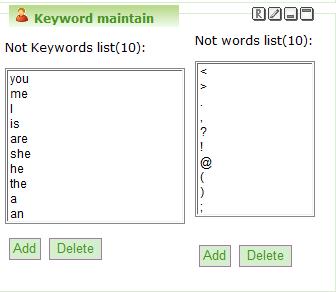 Keyword maintain
R
Not Keywords list(10):
you
me
I
is
are
she
he
the
a
an
Add Delete
Not words list(10):
<
>
.
,
?
!
@
(
)
;
Add Delete